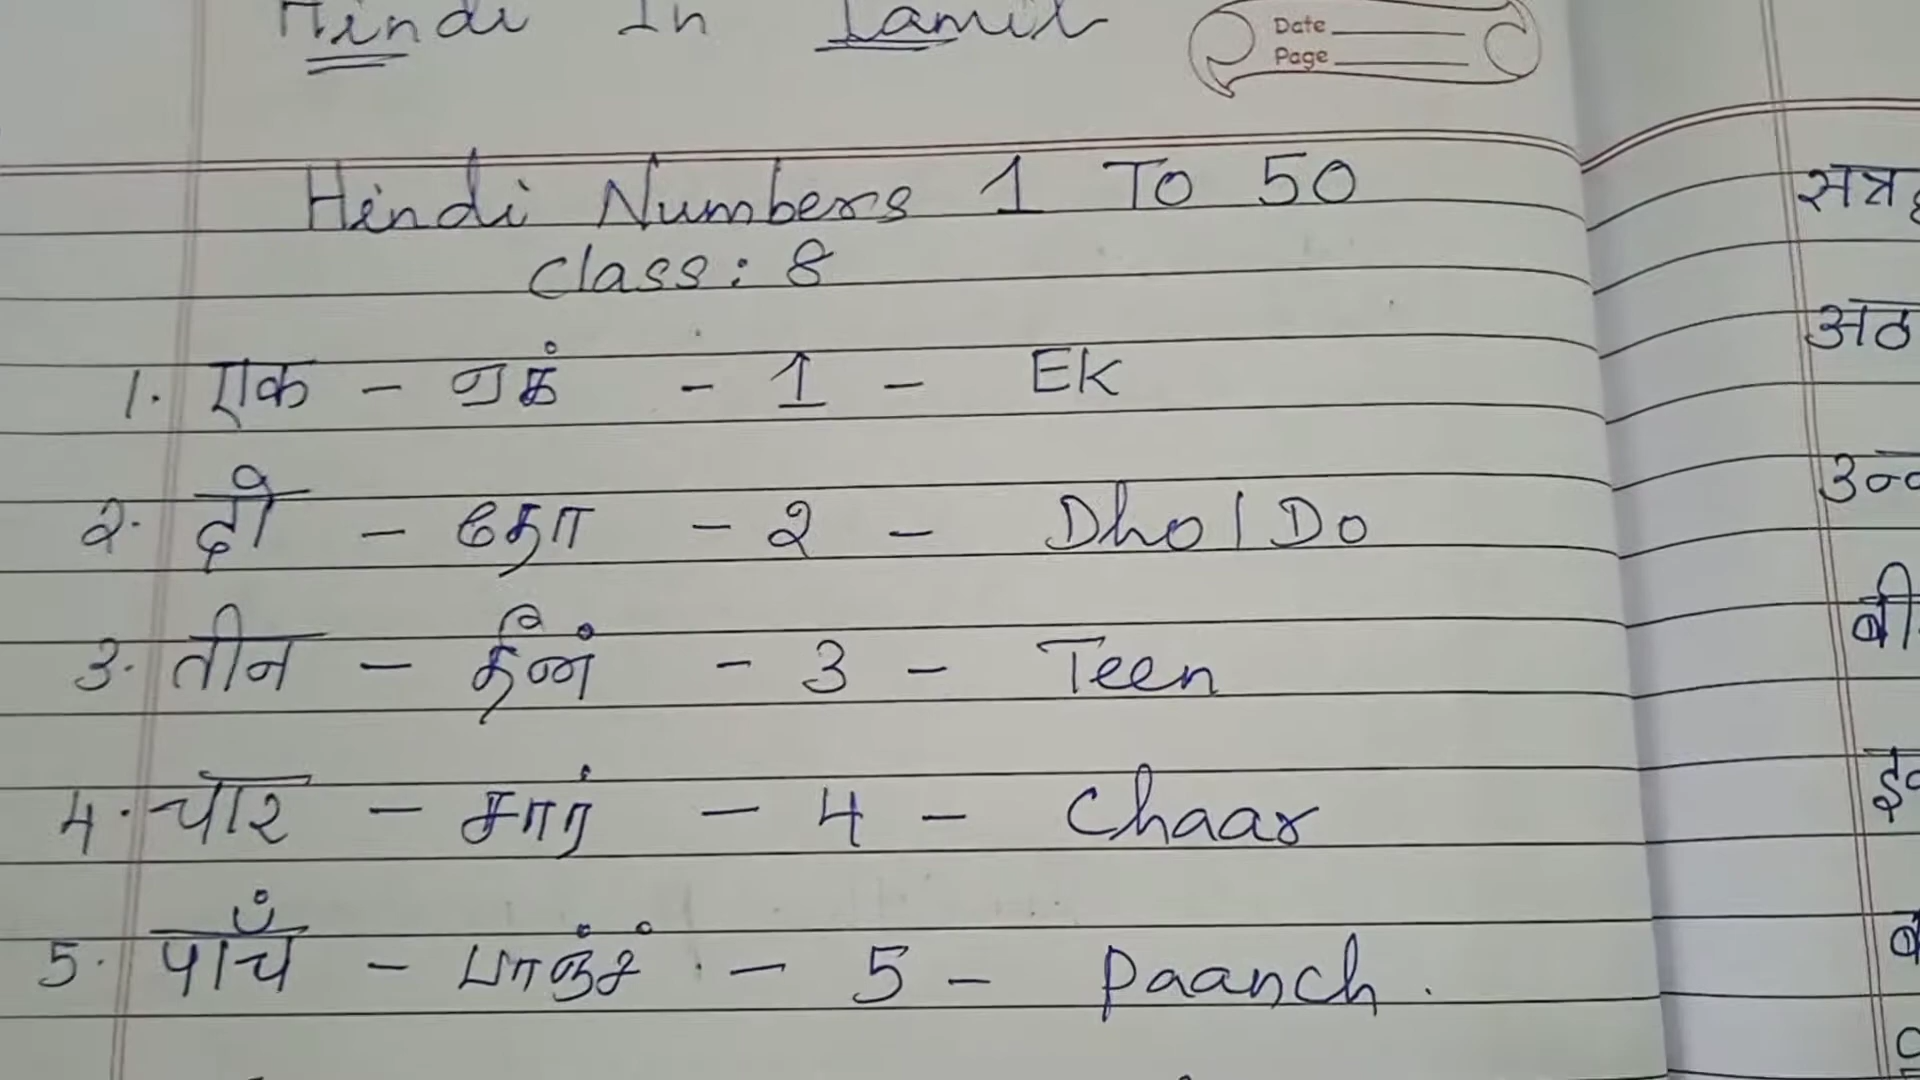 Hindi In Tamil
Date
Page
Hindi Numbers 1 TO 50
Class: 8
1. एक - ஏக் - 1 - Ek
2. दो - தோ - 2 - Dho/Do
3. तीन - தீன் - 3 - Teen
4. चार - சார் - 4 - Chaar
5. पाँच - பாஞ்ச் - 5 - Paanch.